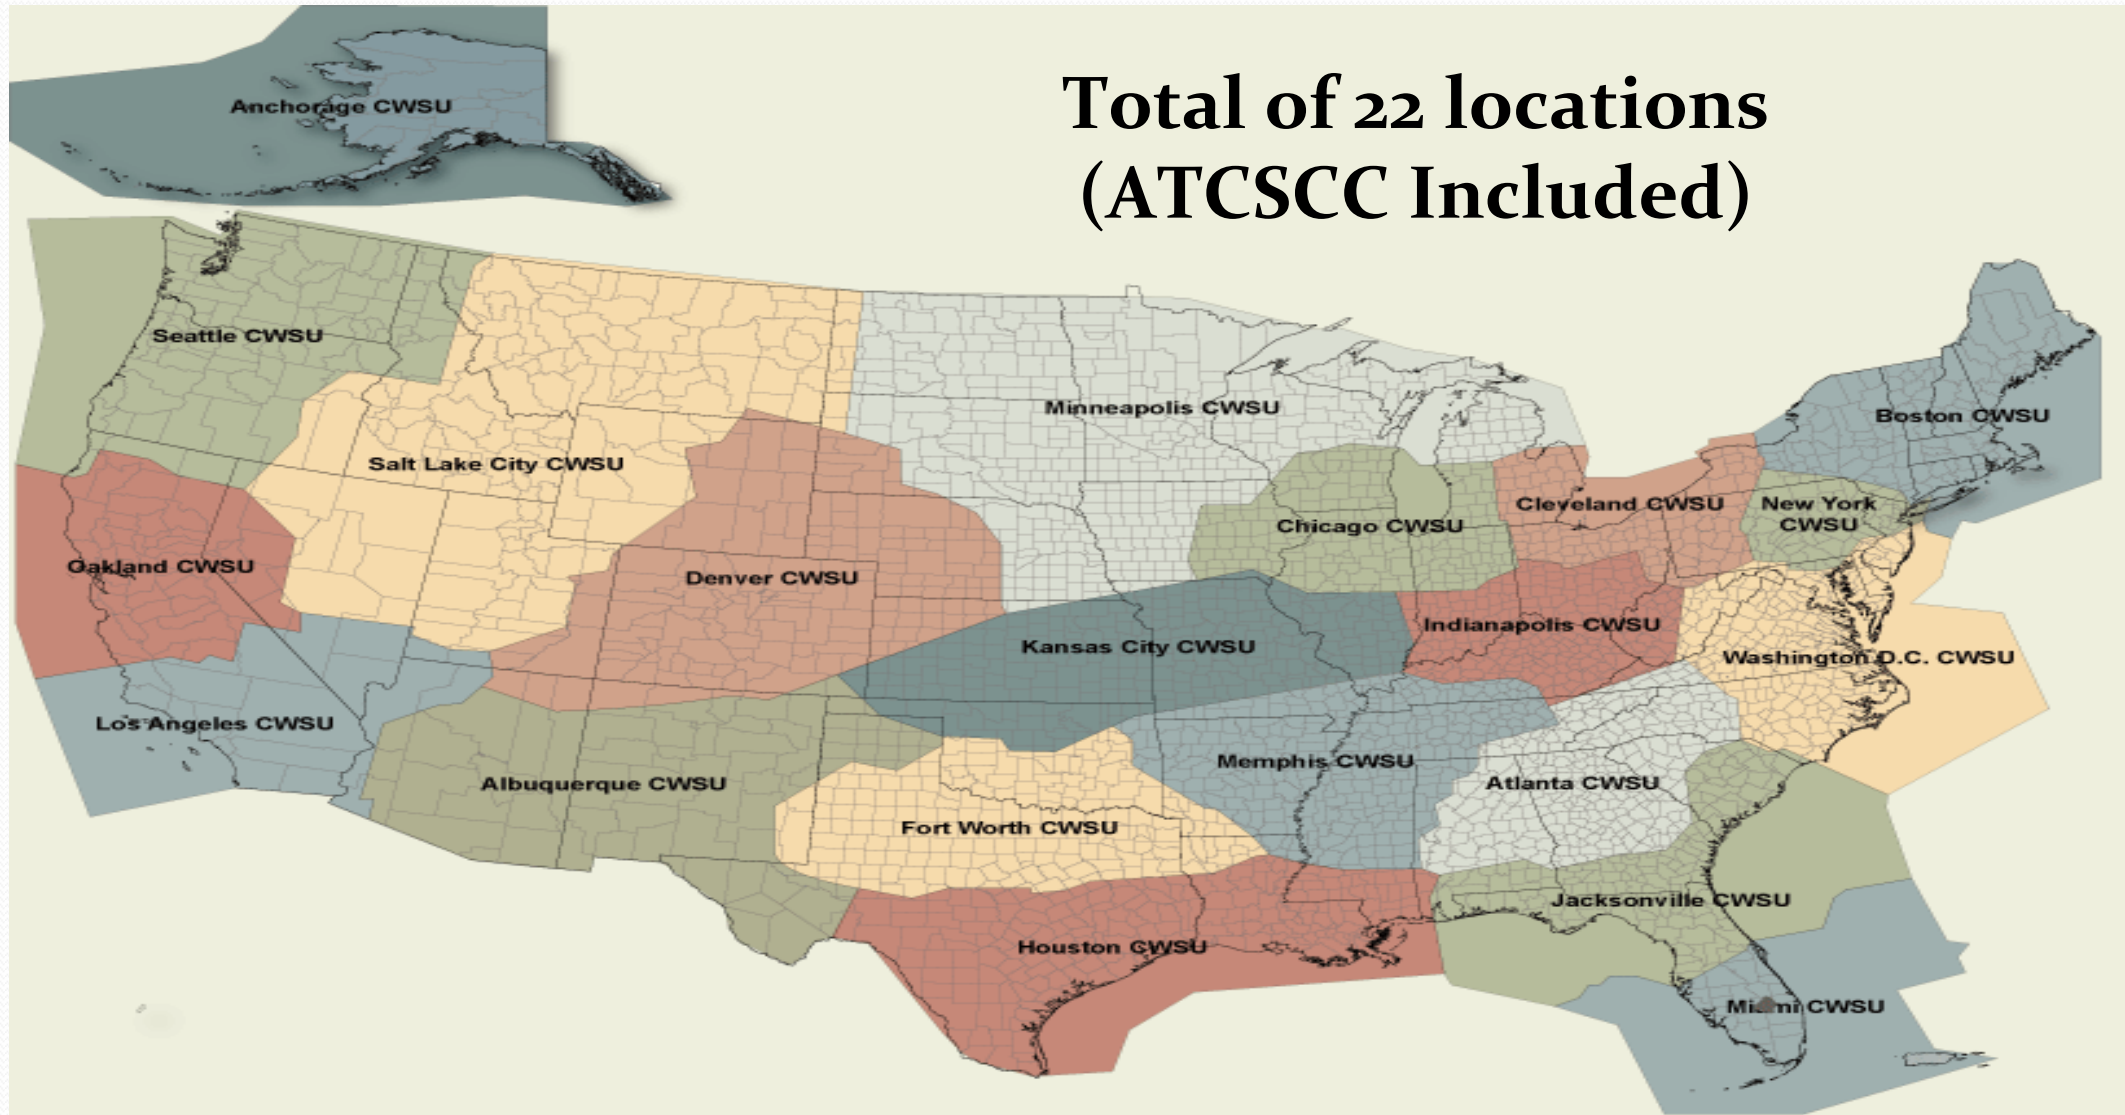 Total of 22 locations
(ATCSCC Included)
Anchorage CWSU
Seattle CWSU
Minneapolis CWSU
Boston CWSU
Salt Lake City CWSU
Cleveland CWSU
New York
CWSU
Chicago CWSU
Oakland CWSU
Denver CWSU
Indianapolis CWSU
Kansas City CWSU
Washington D.C. CWSU
Los Angeles CWSU
Memphis CWSU
Albuquerque CWSU
Atlanta CWSU
Fort Worth CWSU
Jacksonville CWSU
Houston CWSU
Miami CWSU